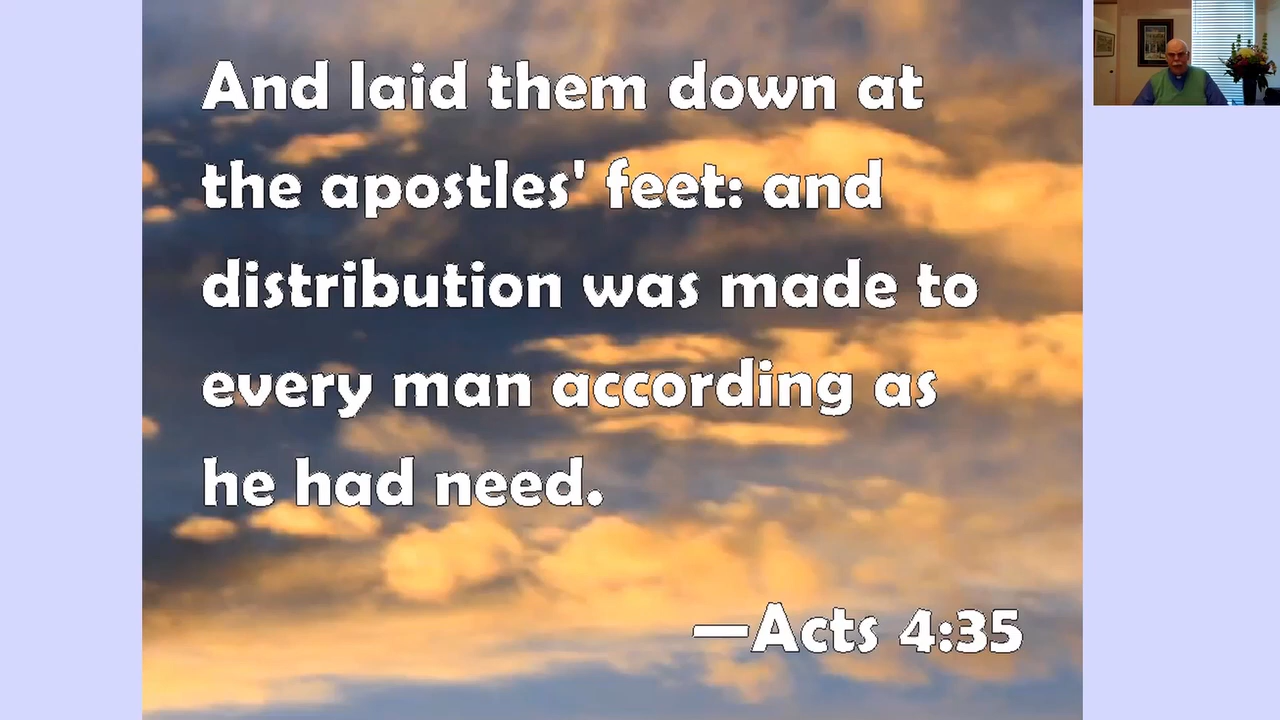 And laid them down at
the apostles' feet: and
distribution was made to
every man according as
he had need.
—Acts 4:35